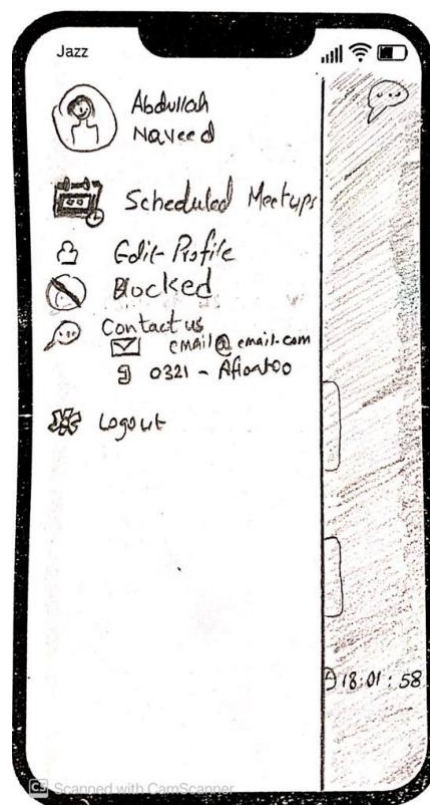 Jazz
Abdullah
Naveed
Scheduled Meetups
Edit Profile
Blocked
Contact us
email@email.com
0321 -
Logout
18:01:58
CS Scanned with CamScanner